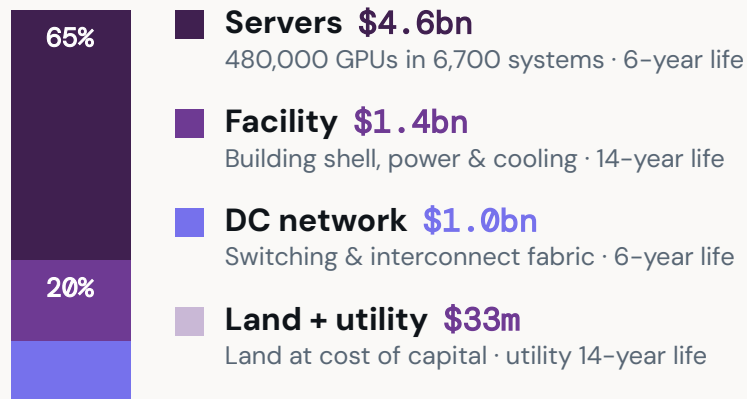 65%
20%
Servers $4.6bn
480,000 GPUs in 6,700 systems · 6-year life
Facility $1.4bn
Building shell, power & cooling · 14-year life
DC network $1.0bn
Switching & interconnect fabric · 6-year life
Land + utility $33m
Land at cost of capital · utility 14-year life